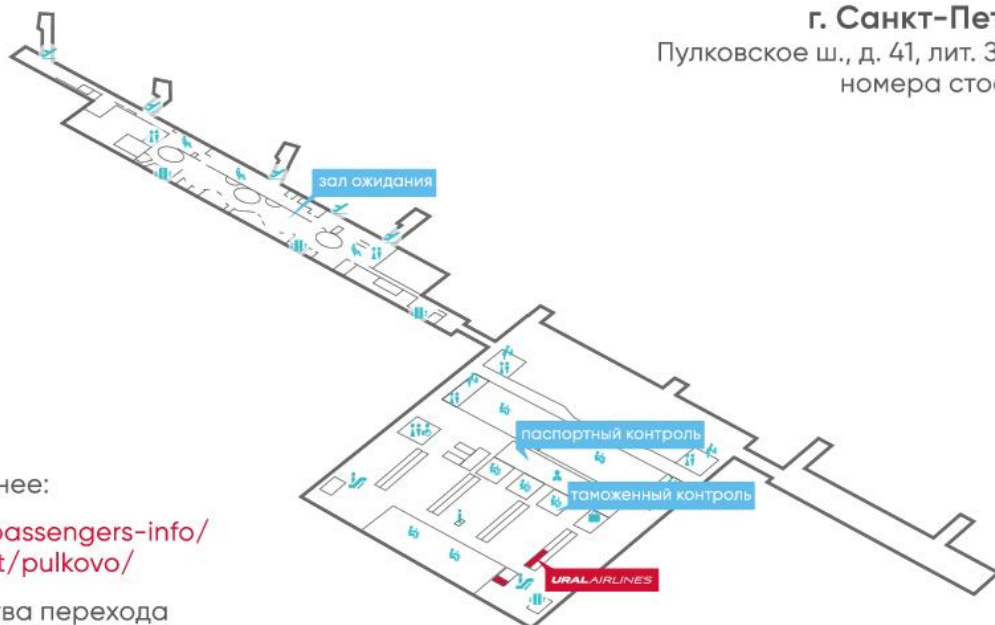 г. Санкт-Пет
Пулковское ш., д. 41, лит. З
номера стое
зал ожидания
паспортный контроль
таможенный контроль
нее:
passengers-info/
t/pulkovo/
URALAIRLINES
ва перехода